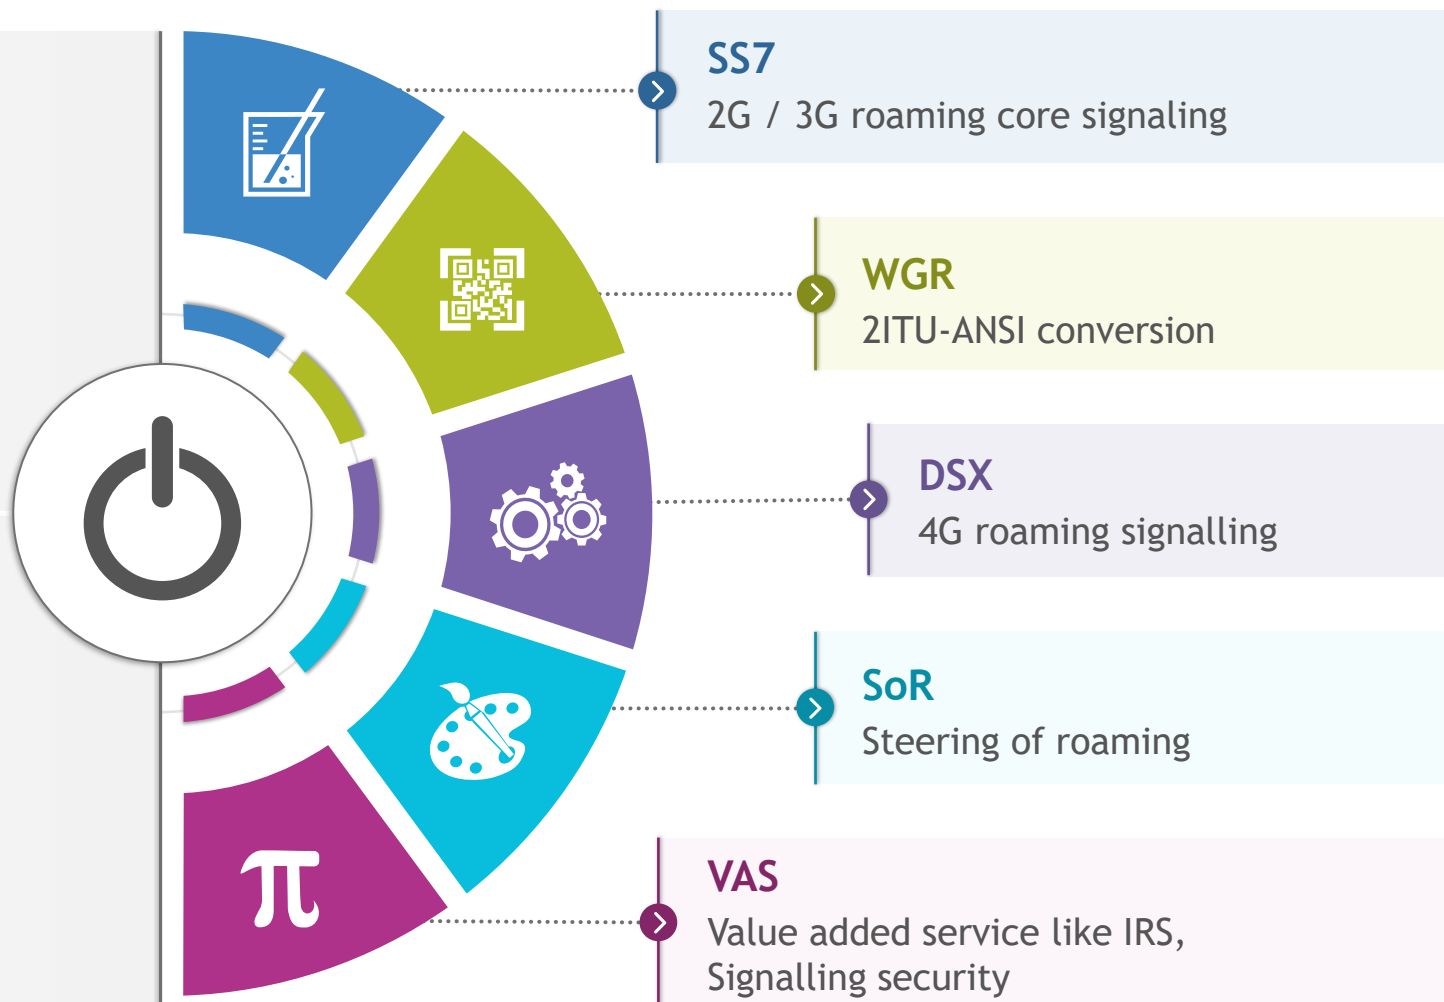 SS7
2G / 3G roaming core signaling
WGR
2ITU-ANSI conversion
DSX
4G roaming signalling
SoR
Steering of roaming
π
VAS
Value added service like IRS,
Signalling security